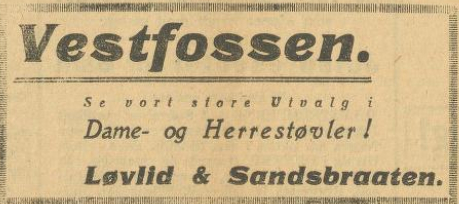 Vestfossen.
Se vort store Utvalg i
Dame- og Herrestøvler!
Løvlid & Sandsbraaten.